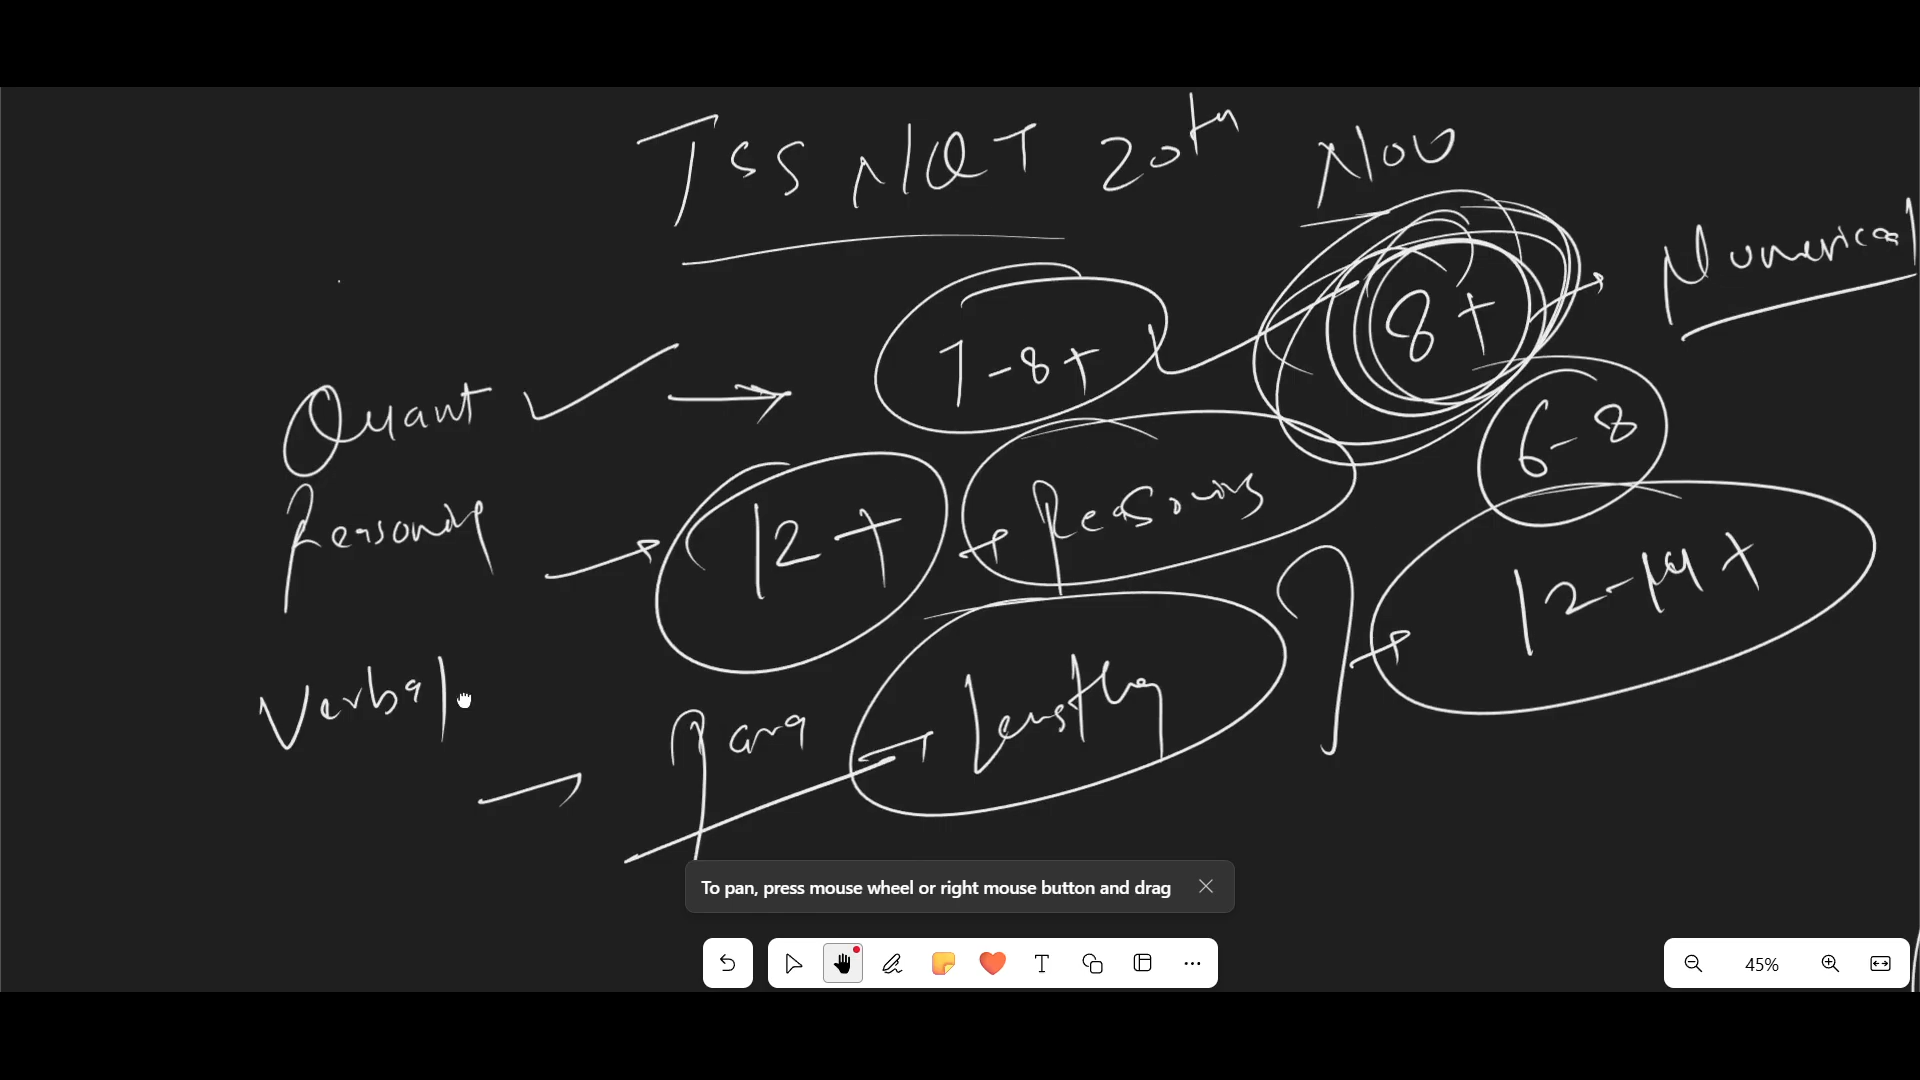 TSS NQT 20th Nov
Numerical
7-8+ 8+
Quant 6-8
Reasoning 12+ Reasoning
12-14+
Verbal
Para Lengthy
To pan, press mouse wheel or right mouse button and drag
45%